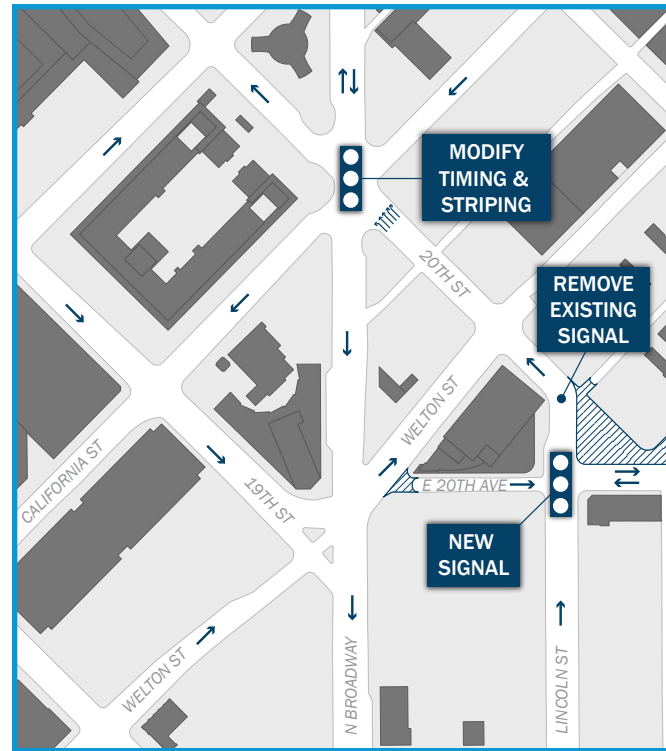 MODIFY
TIMING &
STRIPING
20TH ST
REMOVE
EXISTING
SIGNAL
WELTON ST
CALIFORNIA ST
19TH ST
E 20TH AVE
NEW
SIGNAL
WELTON ST
N BROADWAY
LINCOLN ST